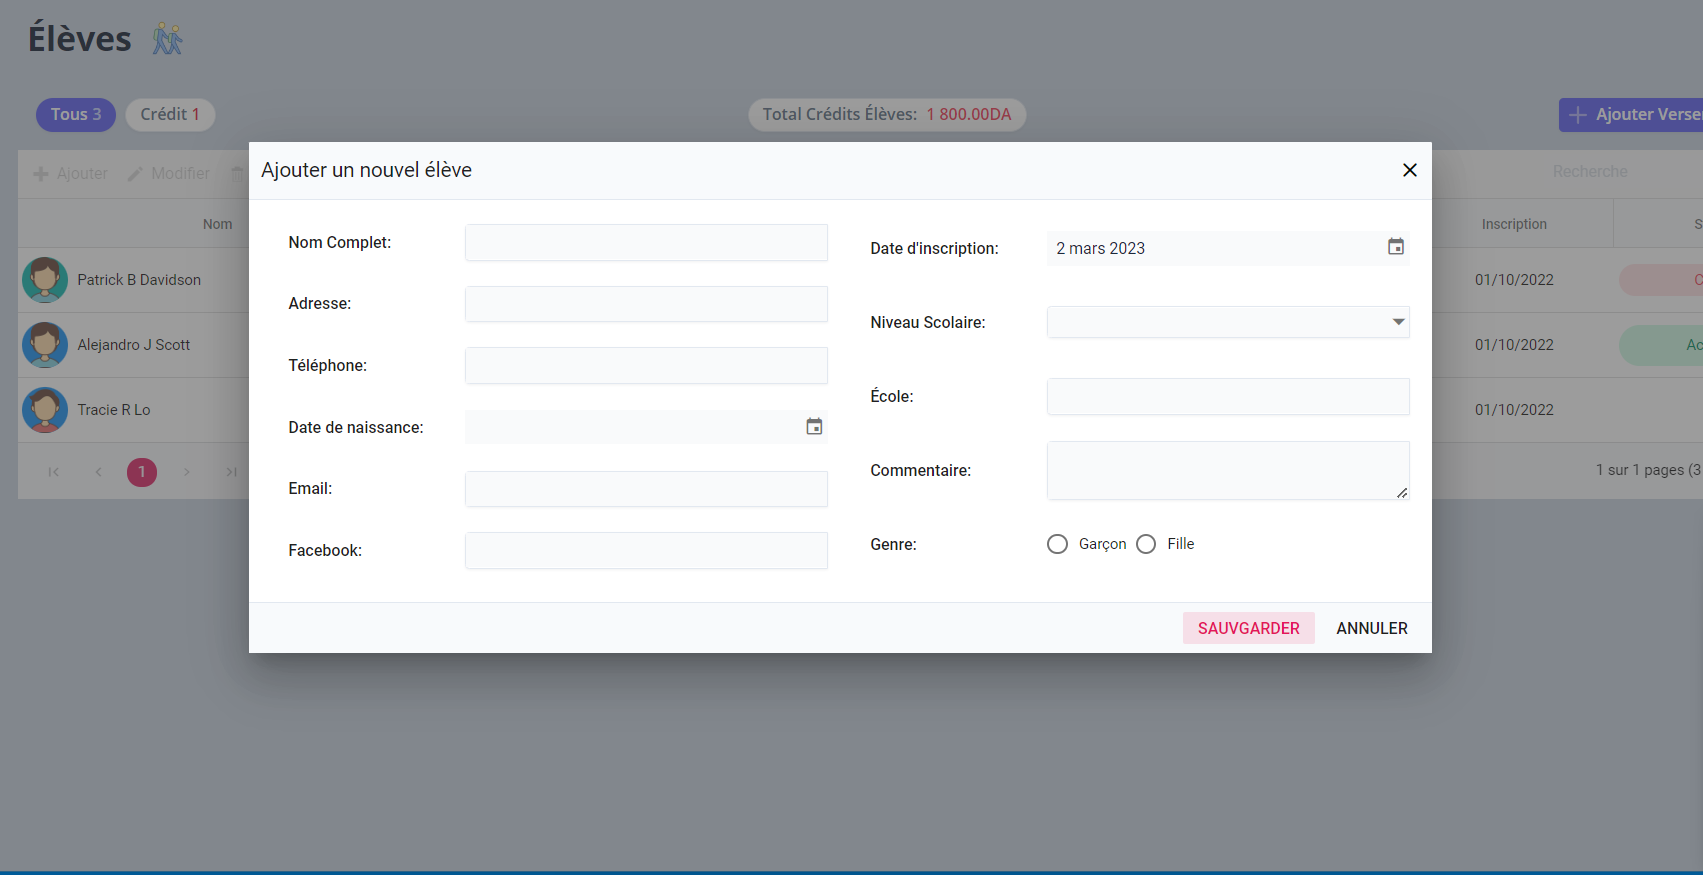 Élèves
Tous 3
Crédit 1
Total Crédits Élèves: 1 800.00DA
Ajouter
Modifier
Recherche
Nom
Inscription
Patrick B Davidson
01/10/2022
Alejandro J Scott
01/10/2022
Tracie R Lo
01/10/2022
1
1 sur 1 pages (3
Ajouter un nouvel élève
Nom Complet:
Adresse:
Téléphone:
Date de naissance:
Email:
Facebook:
Date d'inscription: 2 mars 2023
Niveau Scolaire:
École:
Commentaire:
Genre: Garçon Fille
SAUVGARDER ANNULER